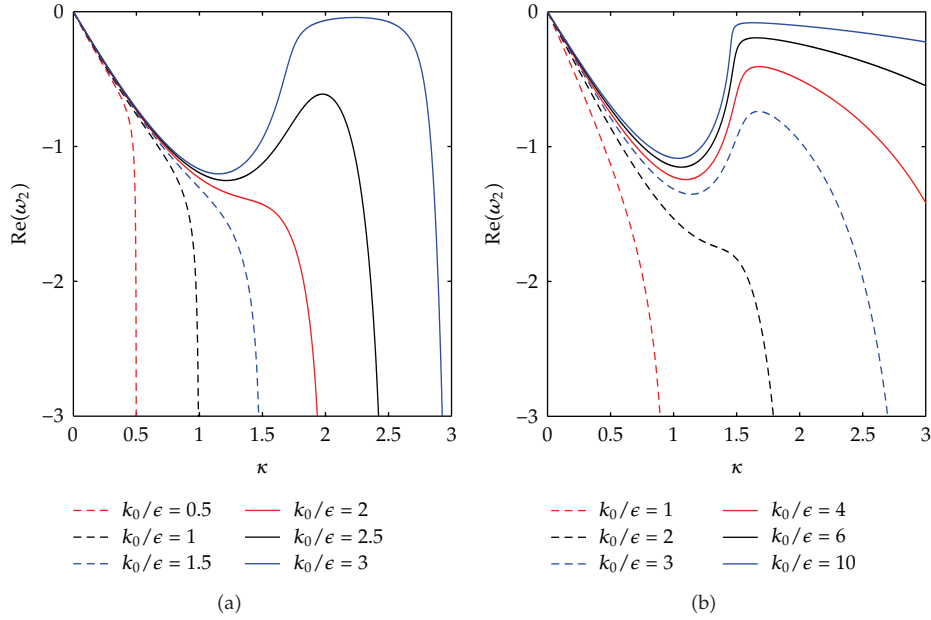 0
−1
−2
−3
Re(ω₂)
0 0.5 1 1.5 2 2.5 3
κ
k₀/ϵ = 0.5
k₀/ϵ = 1
k₀/ϵ = 1.5
k₀/ϵ = 2
k₀/ϵ = 2.5
k₀/ϵ = 3
(a)
0
−1
−2
−3
Re(ω₂)
0 0.5 1 1.5 2 2.5 3
κ
k₀/ϵ = 1
k₀/ϵ = 2
k₀/ϵ = 3
k₀/ϵ = 4
k₀/ϵ = 6
k₀/ϵ = 10
(b)